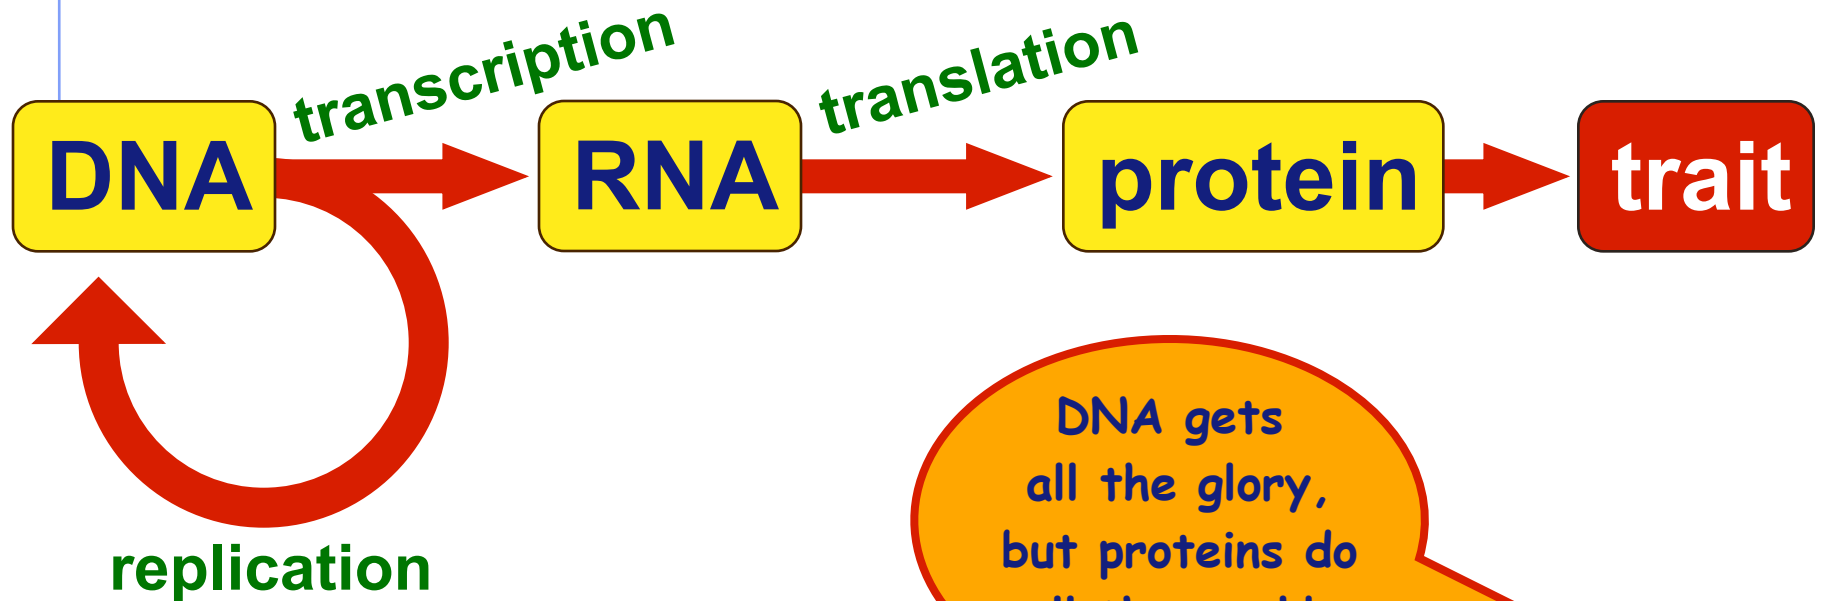 transcription
translation
DNA
RNA
protein
trait
replication
DNA gets
all the glory,
but proteins do